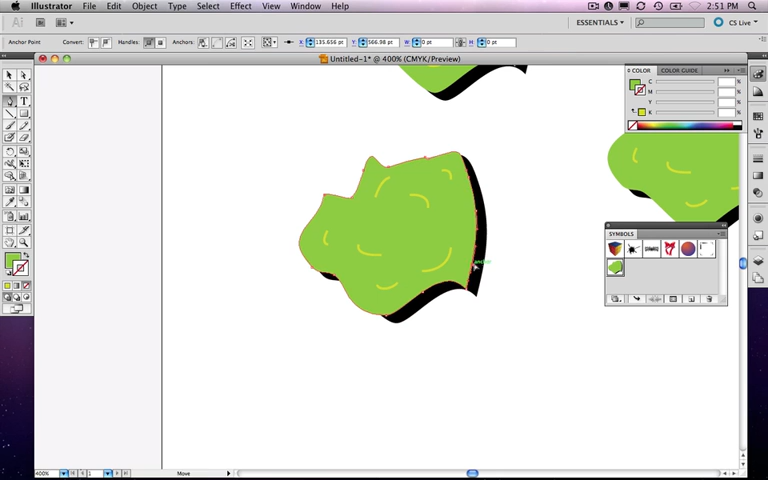 Illustrator File Edit Object Type Select Effect View Window Help 2:51 PM
ESSENTIALS CS Live
Anchor Point Convert: Handles: Anchors: X: 135.656 pt Y: 566.98 pt W: 0 pt H: 0 pt
Untitled-1* @ 400% (CMYK/Preview)
COLOR COLOR GUIDE
C %
M %
Y %
K %
anchor
SYMBOLS
400% 1 Move